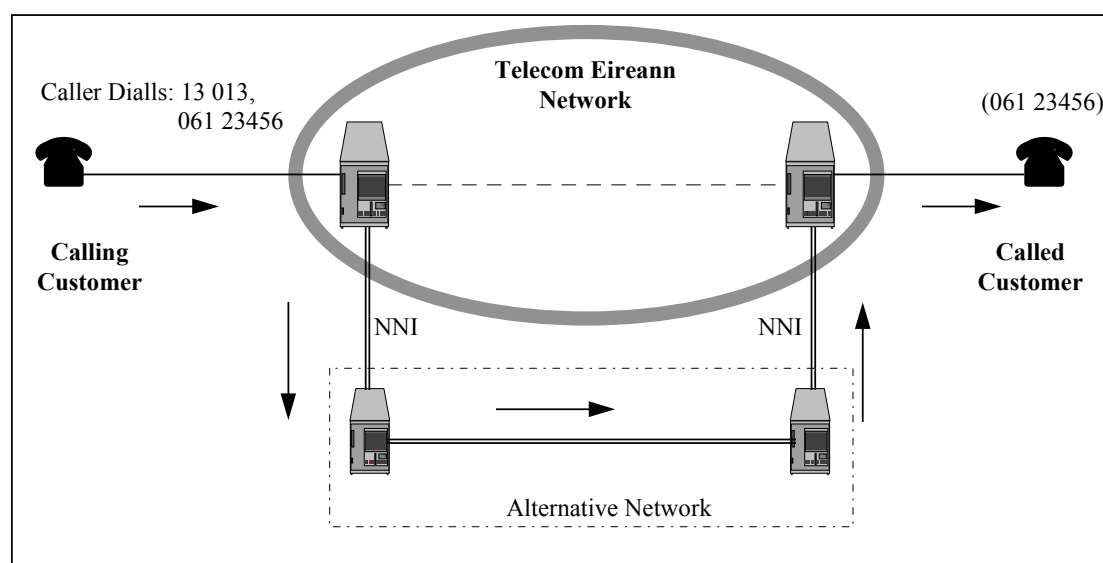 Telecom Eireann
Network
Caller Dialls: 13 013,
061 23456
(061 23456)
Calling
Customer
Called
Customer
NNI
NNI
Alternative Network